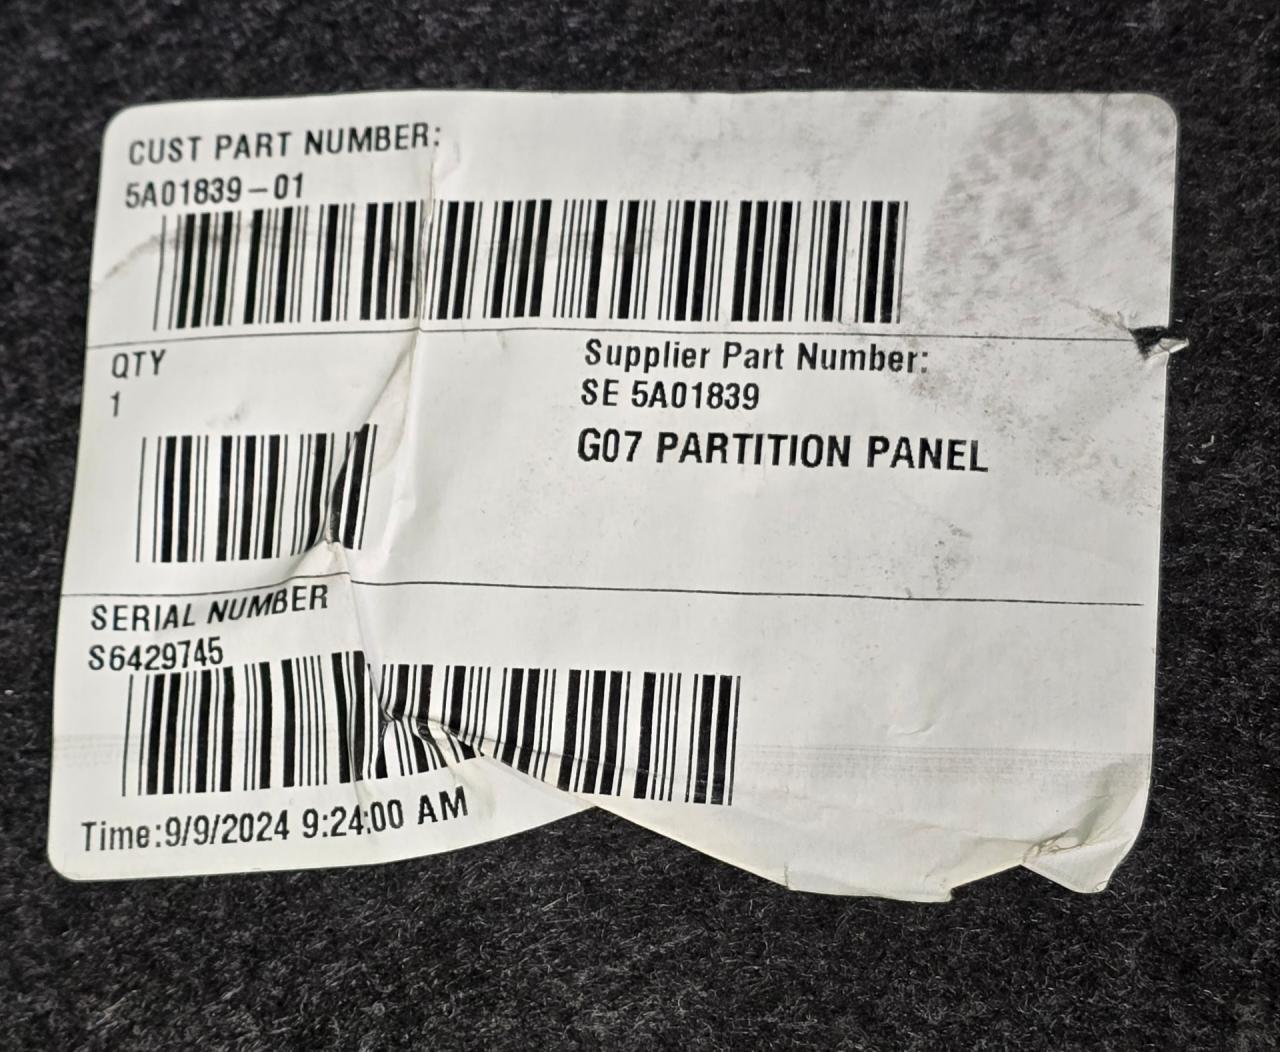 CUST PART NUMBER:
5A01839-01
QTY
1
Supplier Part Number:
SE 5A01839
G07 PARTITION PANEL
SERIAL NUMBER
S6429745
Time:9/9/2024 9:24:00 AM